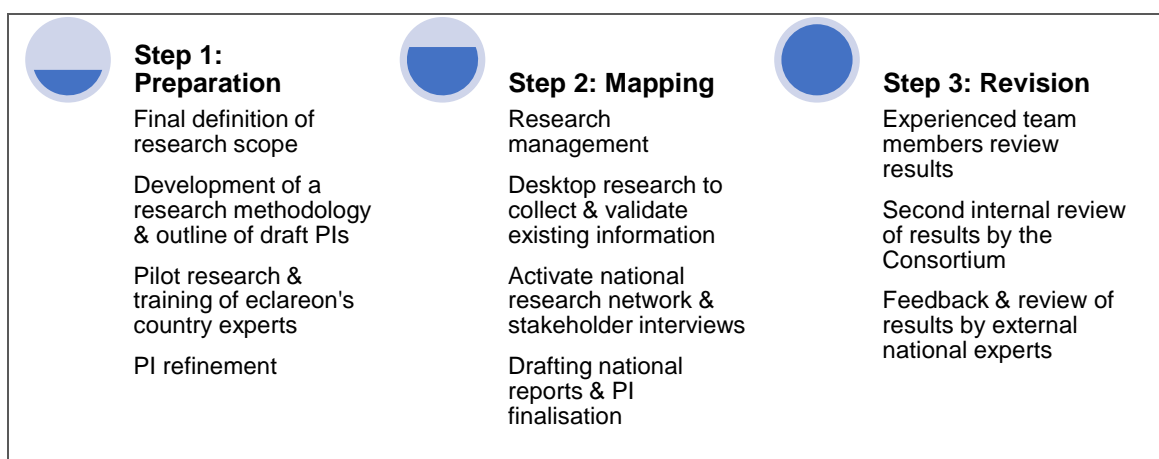 Step 1:
Preparation
Final definition of
research scope
Development of a
research methodology
& outline of draft PIs
Pilot research &
training of eclareon's
country experts
PI refinement
Step 2: Mapping
Research
management
Desktop research to
collect & validate
existing information
Activate national
research network &
stakeholder interviews
Drafting national
reports & PI
finalisation
Step 3: Revision
Experienced team
members review
results
Second internal review
of results by the
Consortium
Feedback & review of
results by external
national experts